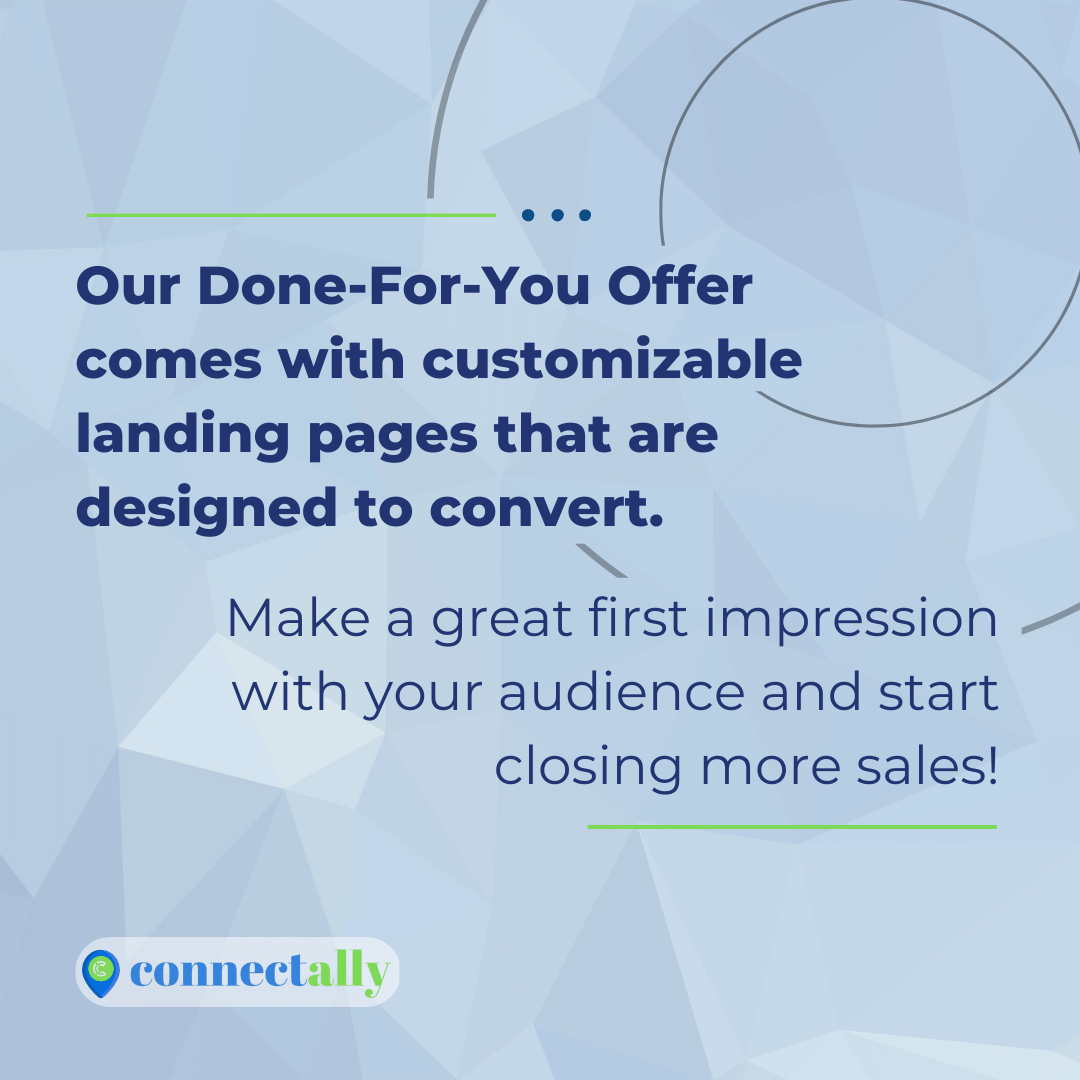 Our Done-For-You Offer
comes with customizable
landing pages that are
designed to convert.
Make a great first impression
with your audience and start
closing more sales!
connectally